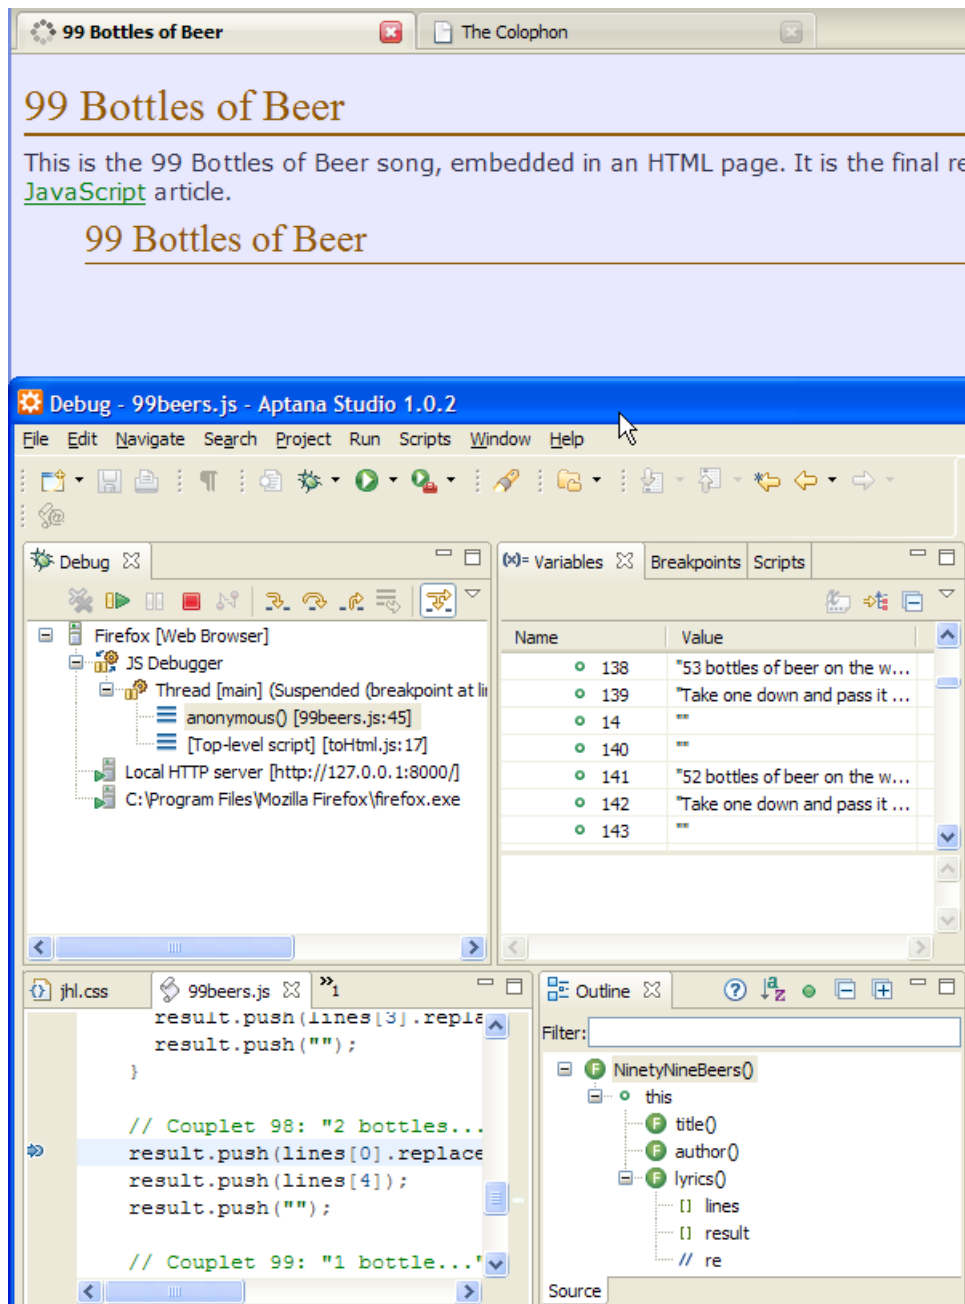 99 Bottles of Beer
The Colophon
99 Bottles of Beer
This is the 99 Bottles of Beer song, embedded in an HTML page. It is the final re
JavaScript article.
99 Bottles of Beer
Debug - 99beers.js - Aptana Studio 1.0.2
File Edit Navigate Search Project Run Scripts Window Help
Debug
Firefox [Web Browser]
JS Debugger
Thread [main] (Suspended (breakpoint at li
anonymous() [99beers.js:45]
[Top-level script] [toHtml.js:17]
Local HTTP server [http://127.0.0.1:8000/]
C:\Program Files\Mozilla Firefox\firefox.exe
(x)= Variables Breakpoints Scripts
Name Value
138 "53 bottles of beer on the w...
139 "Take one down and pass it ...
14 ""
140 ""
141 "52 bottles of beer on the w...
142 "Take one down and pass it ...
143 ""
jhl.css 99beers.js »1
result.push(lines[3].repla
result.push("");
}
// Couplet 98: "2 bottles...
result.push(lines[0].replace
result.push(lines[4]);
result.push("");
// Couplet 99: "1 bottle..."
Outline
Filter:
NinetyNineBeers()
this
title()
author()
lyrics()
lines
result
re
Source